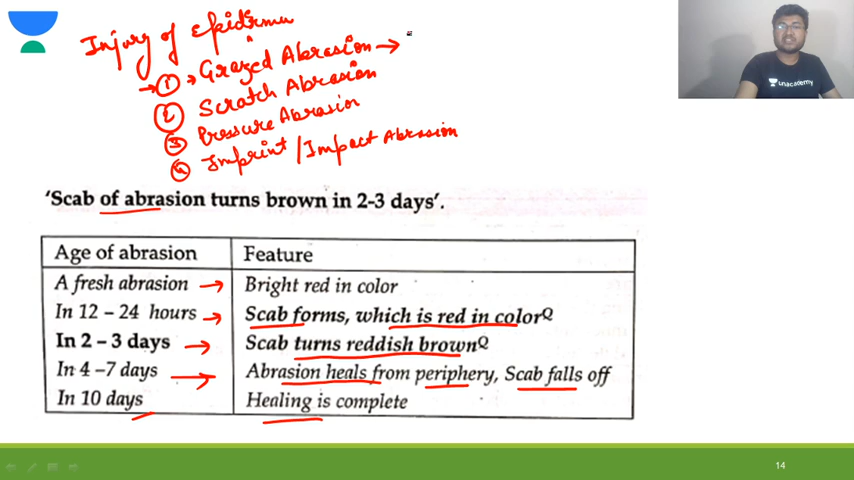 Injury of epidermis
→ ① → Grazed Abrasion →
② Scratch Abrasion
③ Pressure Abrasion
④ Imprint / Impact Abrasion
unacademy
'Scab of abrasion turns brown in 2-3 days'.
Age of abrasion Feature
A fresh abrasion → Bright red in color
In 12 – 24 hours → Scab forms, which is red in colorQ
In 2 – 3 days → Scab turns reddish brownQ
In 4 –7 days → Abrasion heals from periphery, Scab falls off
In 10 days Healing is complete
14